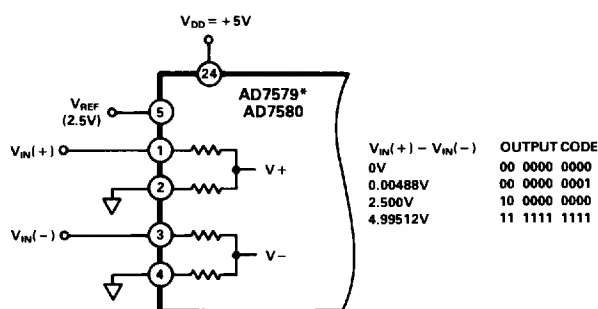 V_DD = +5V
24
AD7579*
AD7580
V_REF
(2.5V)
5
V_IN(+)
1
V+
2
V_IN(-)
3
V-
4
V_IN(+) - V_IN(-) OUTPUT CODE
0V 00 0000 0000
0.00488V 00 0000 0001
2.500V 10 0000 0000
4.99512V 11 1111 1111